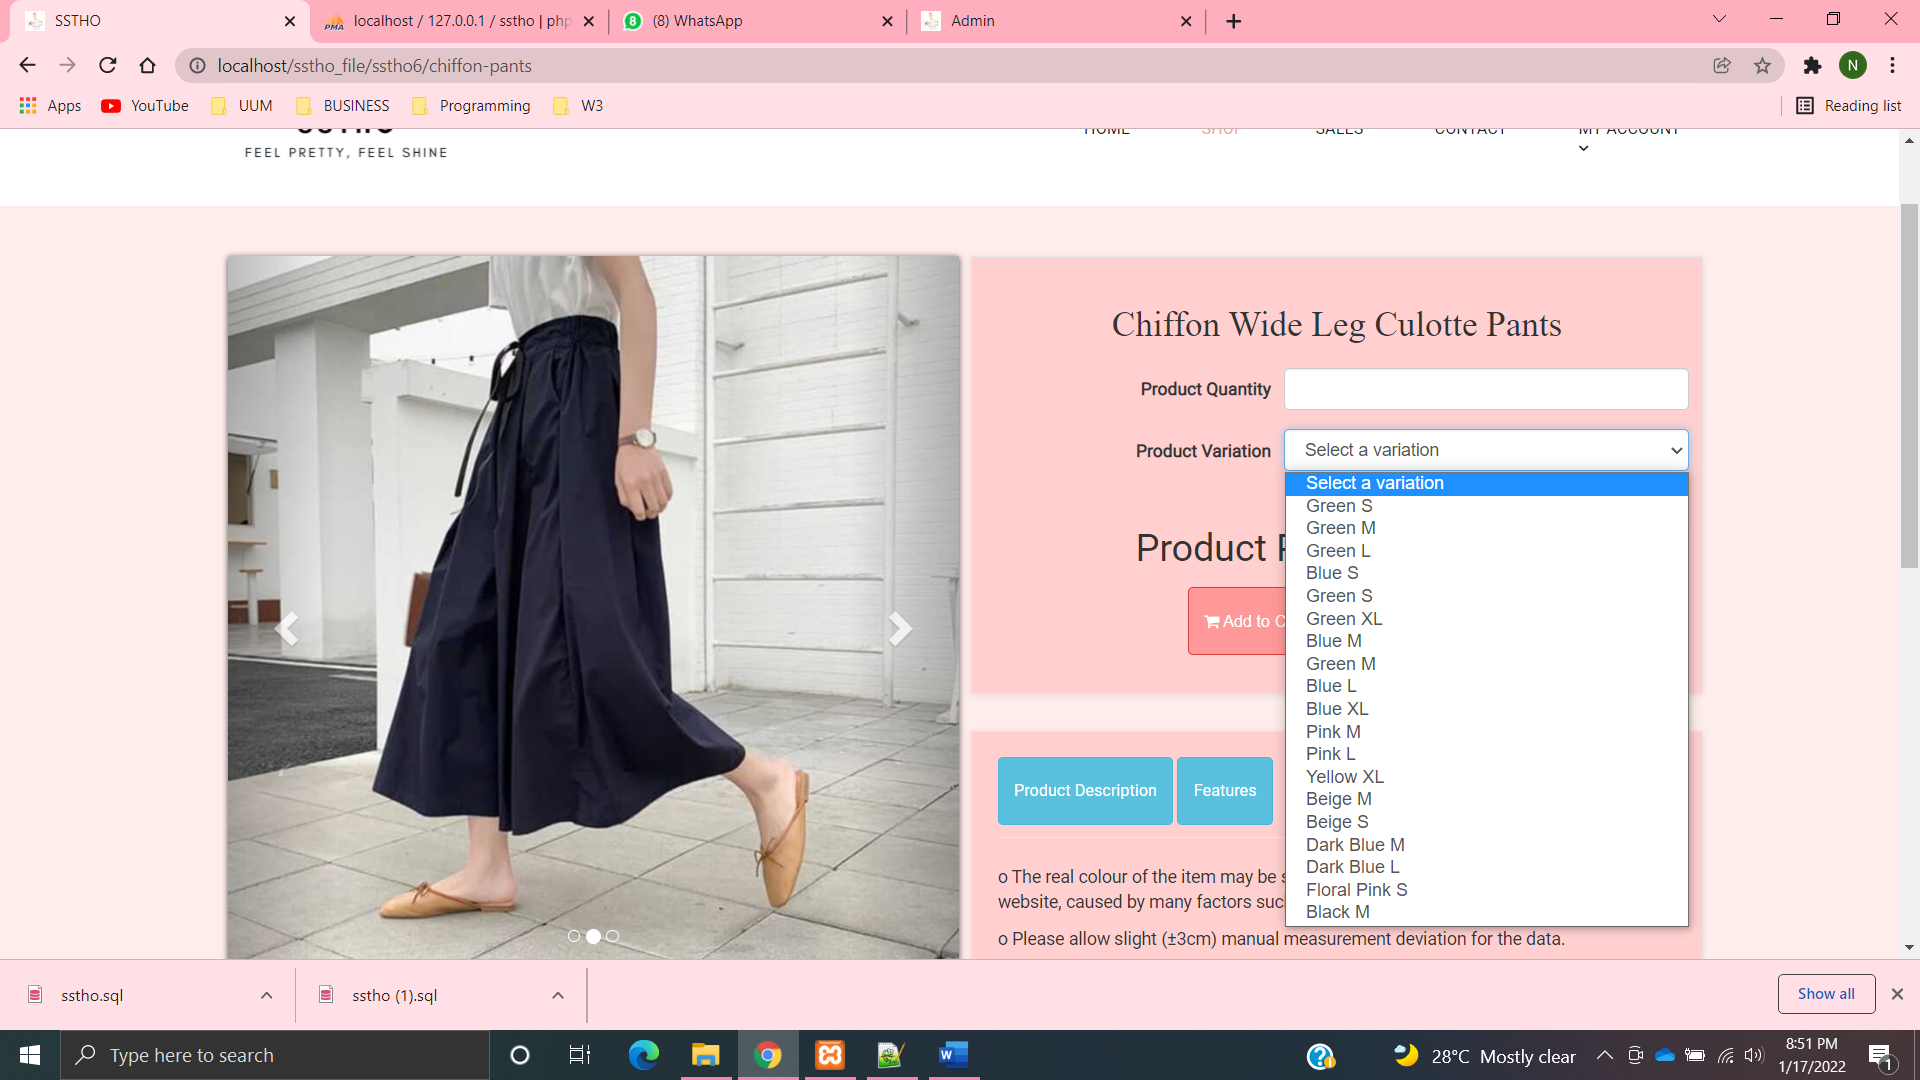 SSTHO
localhost / 127.0.0.1 / sstho | php
(8) WhatsApp
Admin
localhost/sstho_file/sstho6/chiffon-pants
N
Apps
YouTube
UUM
BUSINESS
Programming
W3
Reading list
SSTHO
HOME
SHOP
SALES
CONTACT
MY ACCOUNT
FEEL PRETTY, FEEL SHINE
Chiffon Wide Leg Culotte Pants
Product Quantity
Product Variation
Select a variation
Select a variation
Green S
Green M
Green L
Blue S
Green S
Green XL
Blue M
Green M
Blue L
Blue XL
Pink M
Pink L
Yellow XL
Beige M
Beige S
Dark Blue M
Dark Blue L
Floral Pink S
Black M
Product
Add to C
Product Description
Features
o The real colour of the item may be s
website, caused by many factors suc
o Please allow slight (±3cm) manual measurement deviation for the data.
sstho.sql
sstho (1).sql
Show all
Type here to search
28°C Mostly clear
8:51 PM
1/17/2022
1